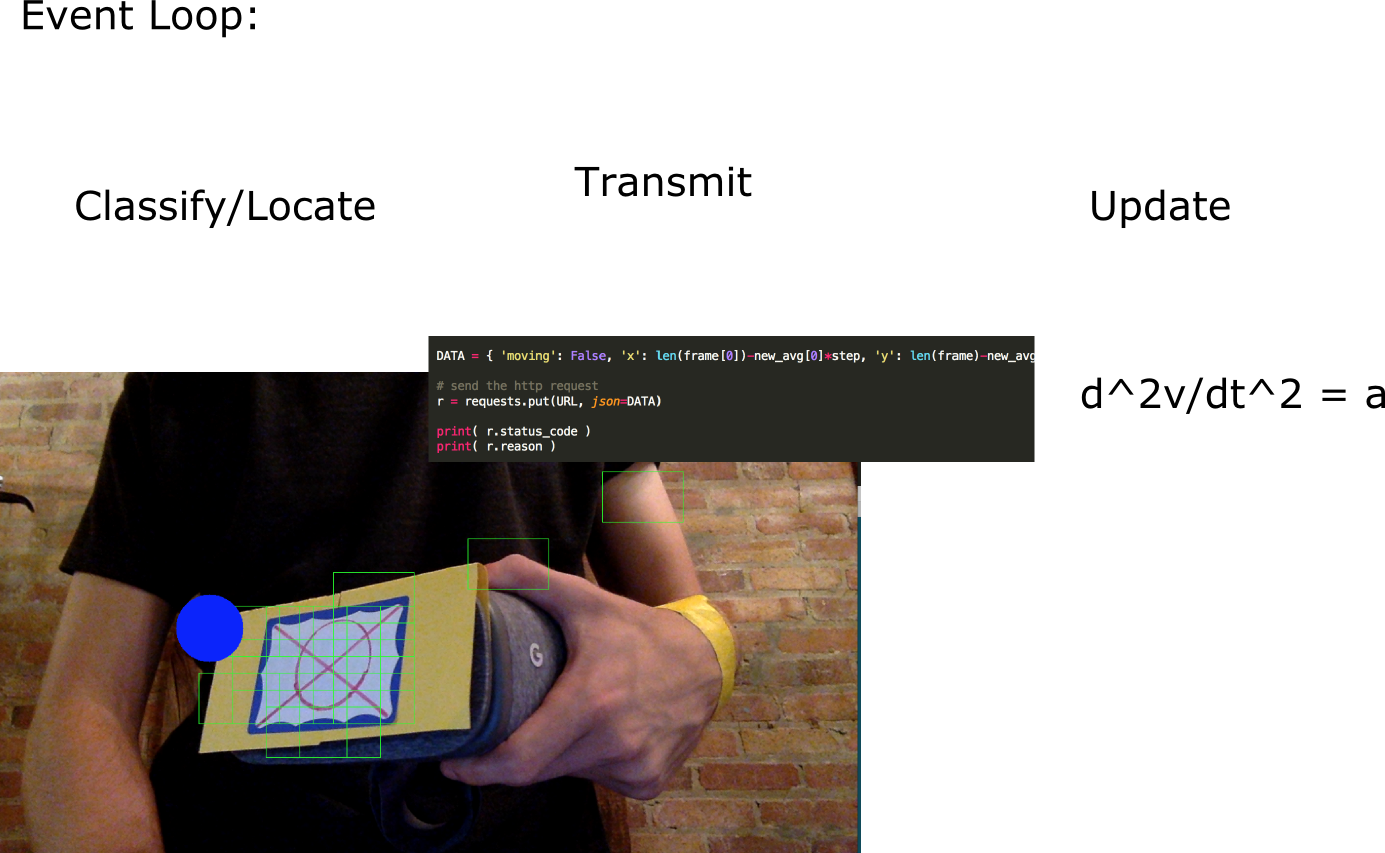 Event Loop:
Classify/Locate
Transmit
Update
DATA = { 'moving': False, 'x': len(frame[0])-new_avg[0]*step, 'y': len(frame)-new_avg
# send the http request
r = requests.put(URL, json=DATA)
print( r.status_code )
print( r.reason )
d^2v/dt^2 = a
G